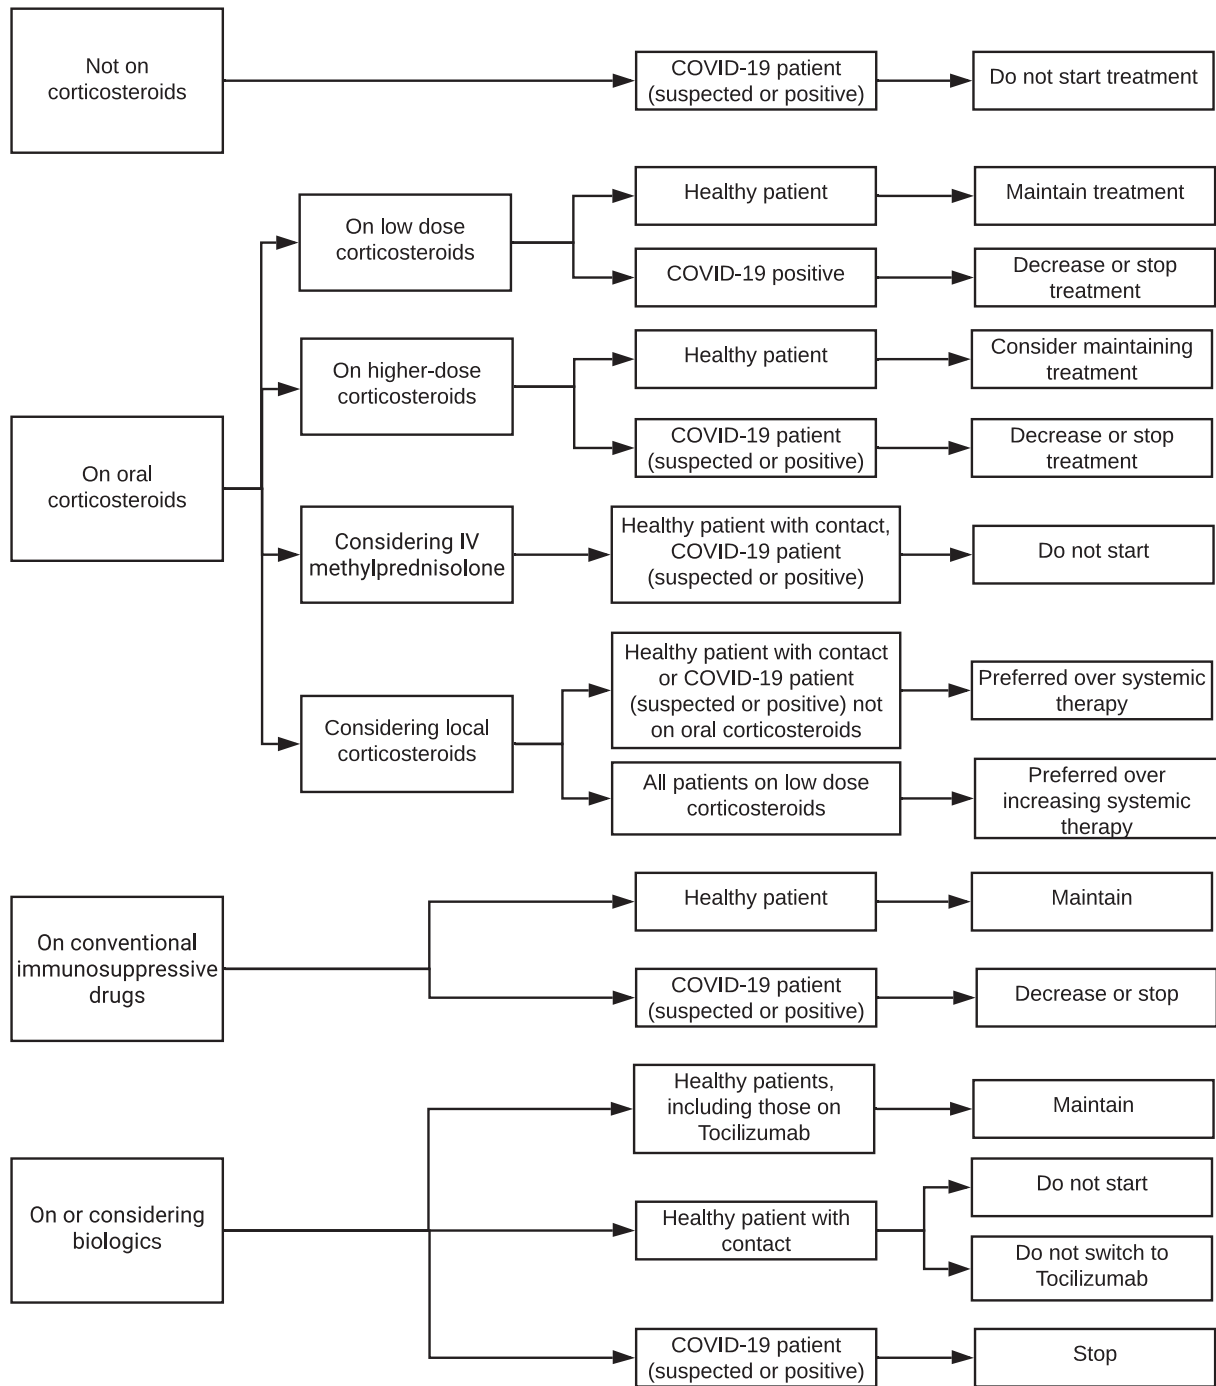 Not on
corticosteroids
COVID-19 patient
(suspected or positive)
Do not start treatment
On oral
corticosteroids
On low dose
corticosteroids
Healthy patient
Maintain treatment
COVID-19 positive
Decrease or stop
treatment
On higher-dose
corticosteroids
Healthy patient
Consider maintaining
treatment
COVID-19 patient
(suspected or positive)
Decrease or stop
treatment
Considering IV
methylprednisolone
Healthy patient with contact,
COVID-19 patient
(suspected or positive)
Do not start
Considering local
corticosteroids
Healthy patient with contact
or COVID-19 patient
(suspected or positive) not
on oral corticosteroids
Preferred over systemic
therapy
All patients on low dose
corticosteroids
Preferred over
increasing systemic
therapy
On conventional
immunosuppressive
drugs
Healthy patient
Maintain
COVID-19 patient
(suspected or positive)
Decrease or stop
On or considering
biologics
Healthy patients,
including those on
Tocilizumab
Maintain
Healthy patient with
contact
Do not start
Do not switch to
Tocilizumab
COVID-19 patient
(suspected or positive)
Stop